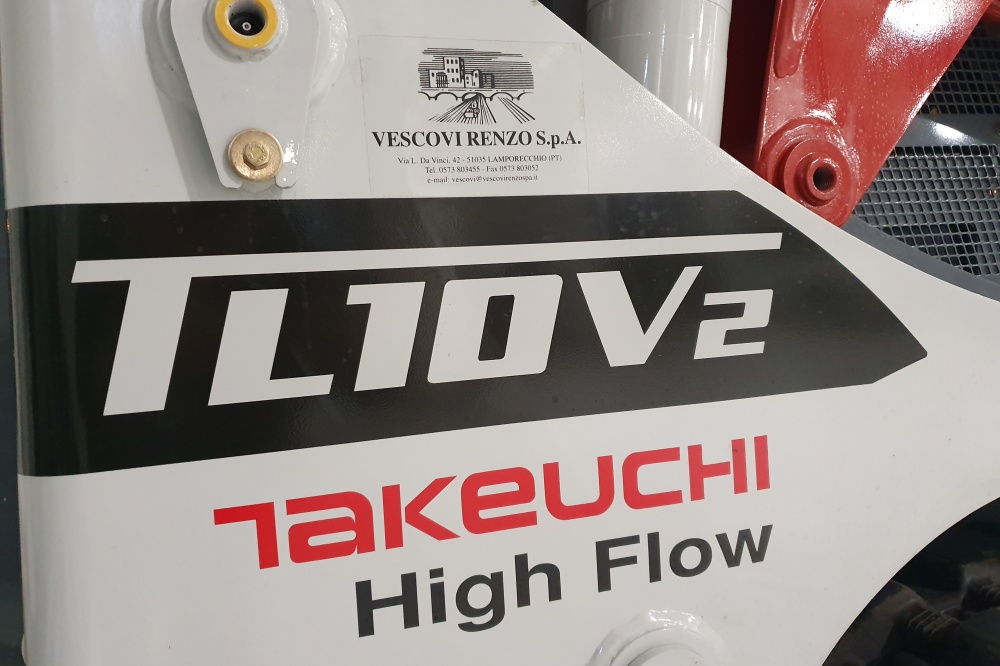 VESCOVI RENZO S.p.A.
Via L. Da Vinci, 42 - 51035 LAMPORECCHIO (PT)
Tel. 0573 803455 - Fax 0573 803052
e-mail: vescovi@vescovirenzospa.it
TL10V2
TAKEUCHI
High Flow